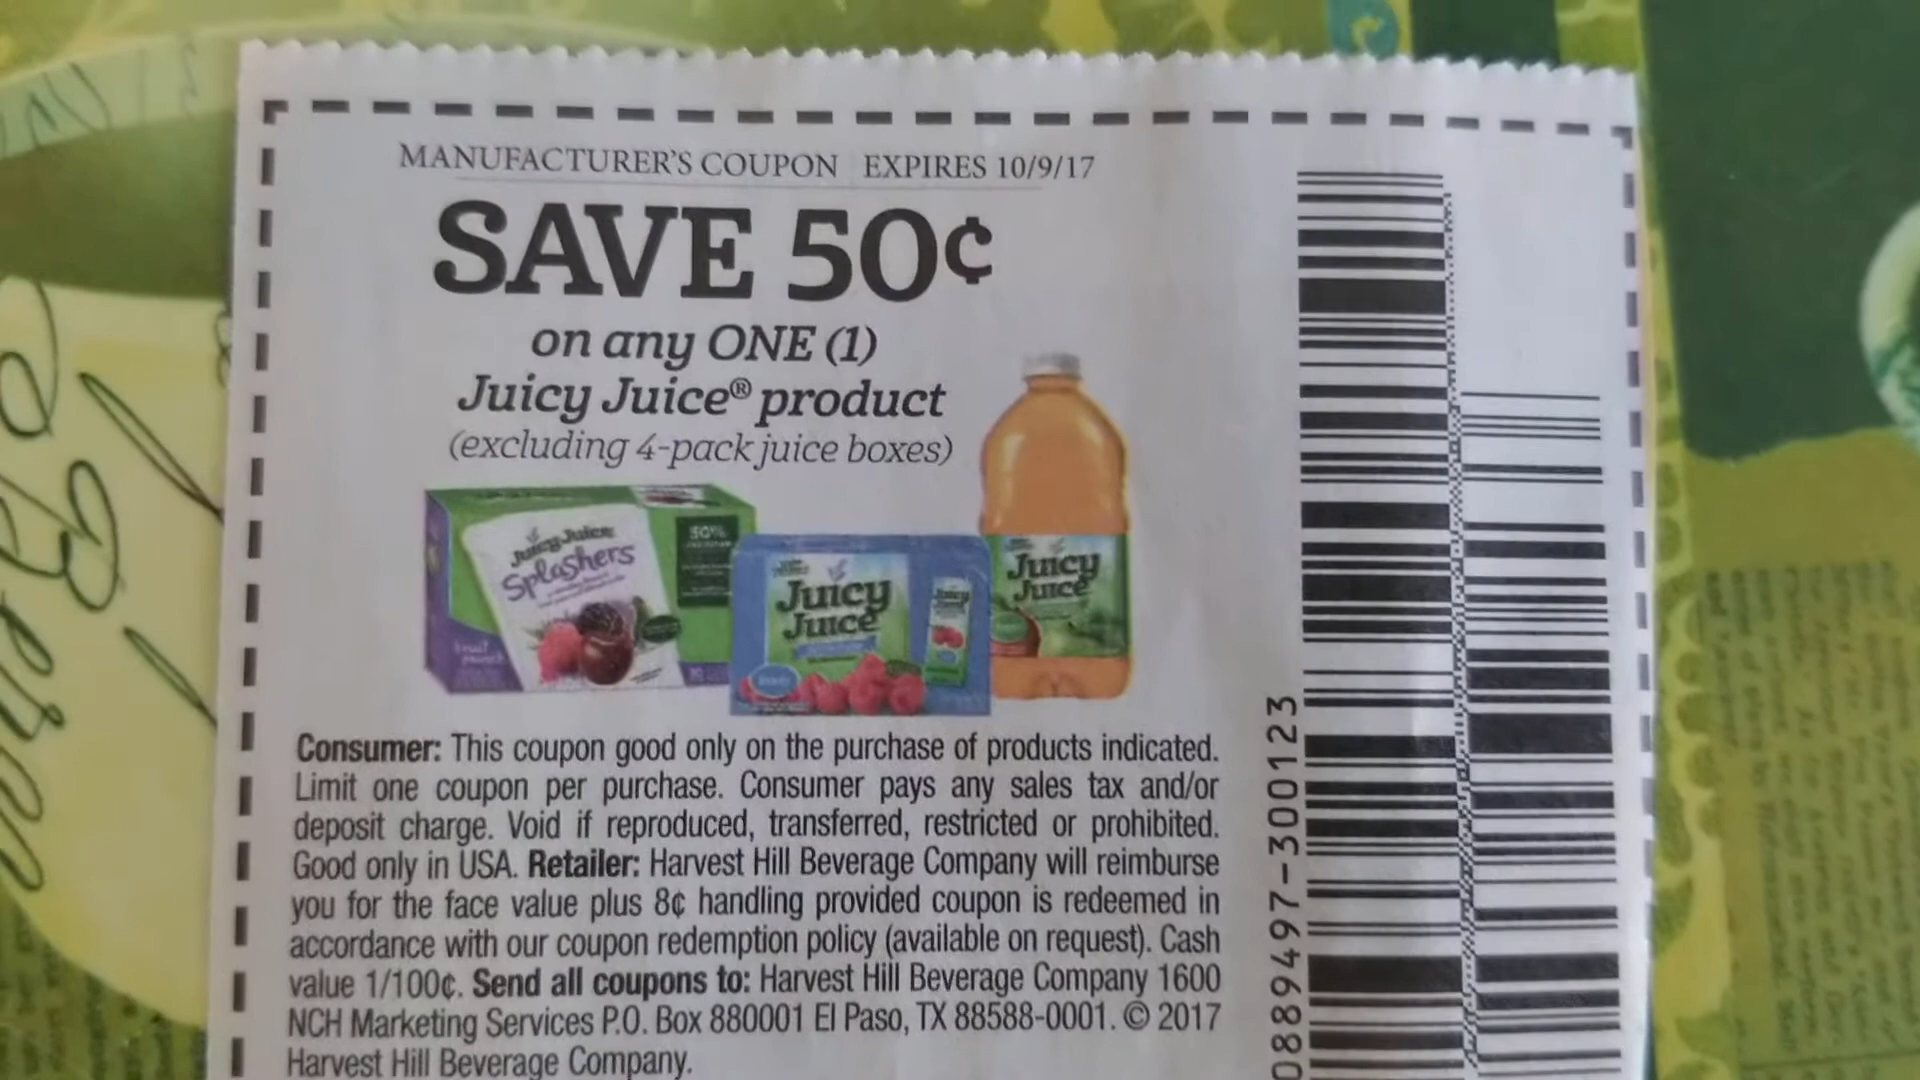 MANUFACTURER'S COUPON EXPIRES 10/9/17
SAVE 50¢
on any ONE (1)
Juicy Juice® product
(excluding 4-pack juice boxes)
Juicy Juice
Splashers
fruit punch
50%
Juicy
Juice
Juicy
Juice
Juicy
Juice
Consumer: This coupon good only on the purchase of products indicated.
Limit one coupon per purchase. Consumer pays any sales tax and/or
deposit charge. Void if reproduced, transferred, restricted or prohibited.
Good only in USA. Retailer: Harvest Hill Beverage Company will reimburse
you for the face value plus 8¢ handling provided coupon is redeemed in
accordance with our coupon redemption policy (available on request). Cash
value 1/100¢. Send all coupons to: Harvest Hill Beverage Company 1600
NCH Marketing Services P.O. Box 880001 El Paso, TX 88588-0001. © 2017
Harvest Hill Beverage Company.
0889497-300123